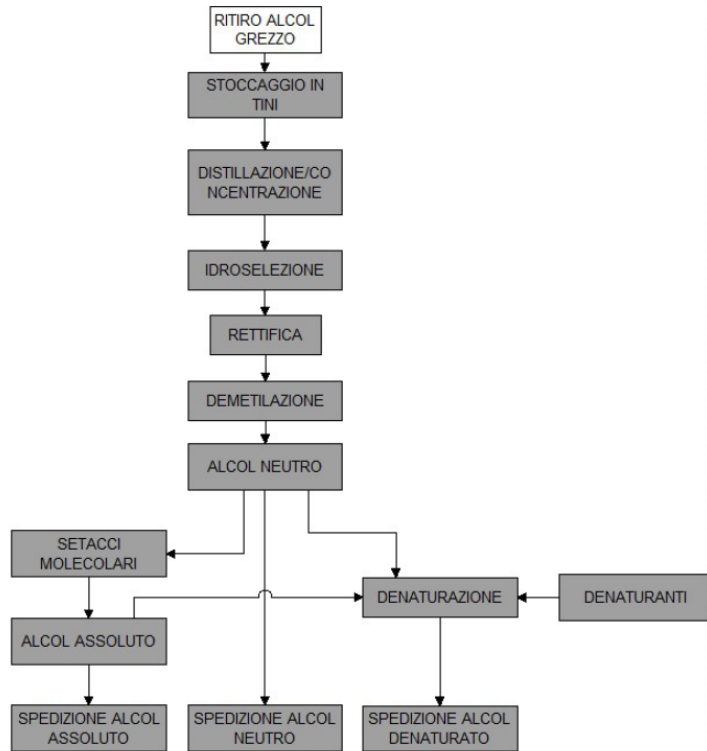 RITIRO ALCOL
GREZZO
STOCCAGGIO IN
TINI
DISTILLAZIONE/CO
NCENTRAZIONE
IDROSELEZIONE
RETTIFICA
DEMETILAZIONE
ALCOL NEUTRO
SETACCI
MOLECOLARI
DENATURAZIONE
DENATURANTI
ALCOL ASSOLUTO
SPEDIZIONE ALCOL
ASSOLUTO
SPEDIZIONE ALCOL
NEUTRO
SPEDIZIONE ALCOL
DENATURATO